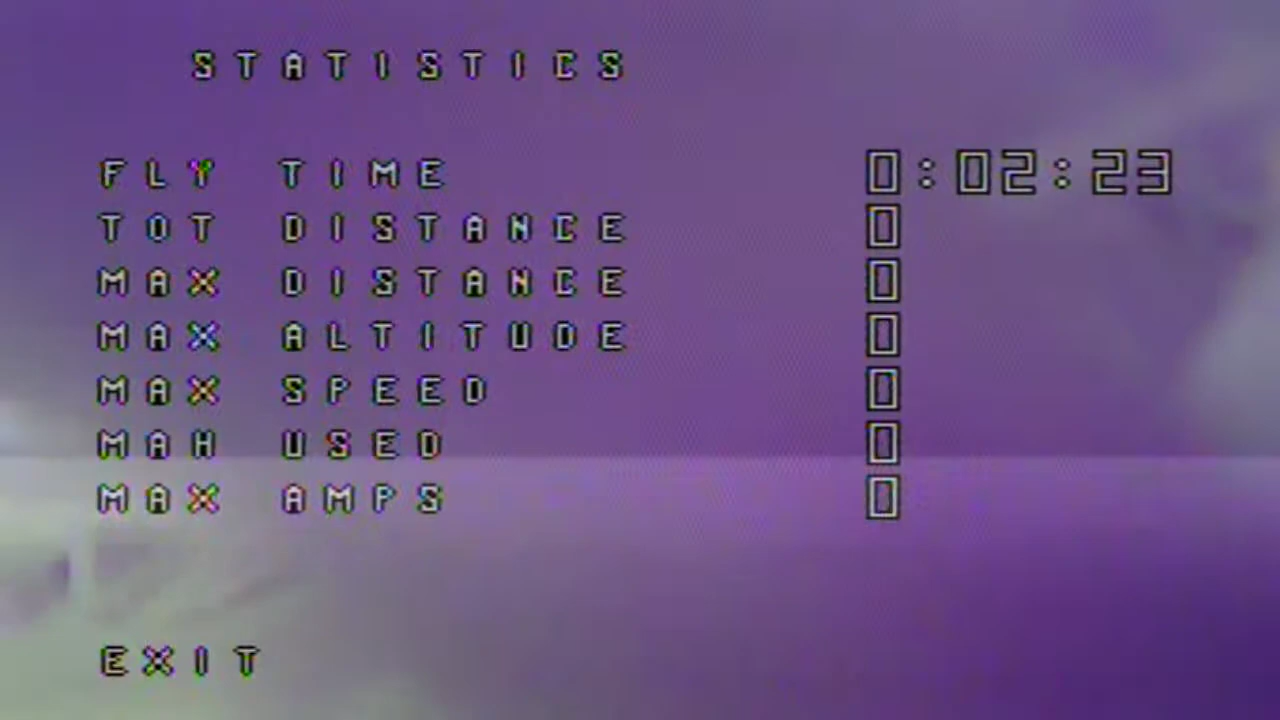 STATISTICS
FLY TIME 0:02:23
TOT DISTANCE 0
MAX DISTANCE 0
MAX ALTITUDE 0
MAX SPEED 0
MAH USED 0
MAX AMPS 0
EXIT